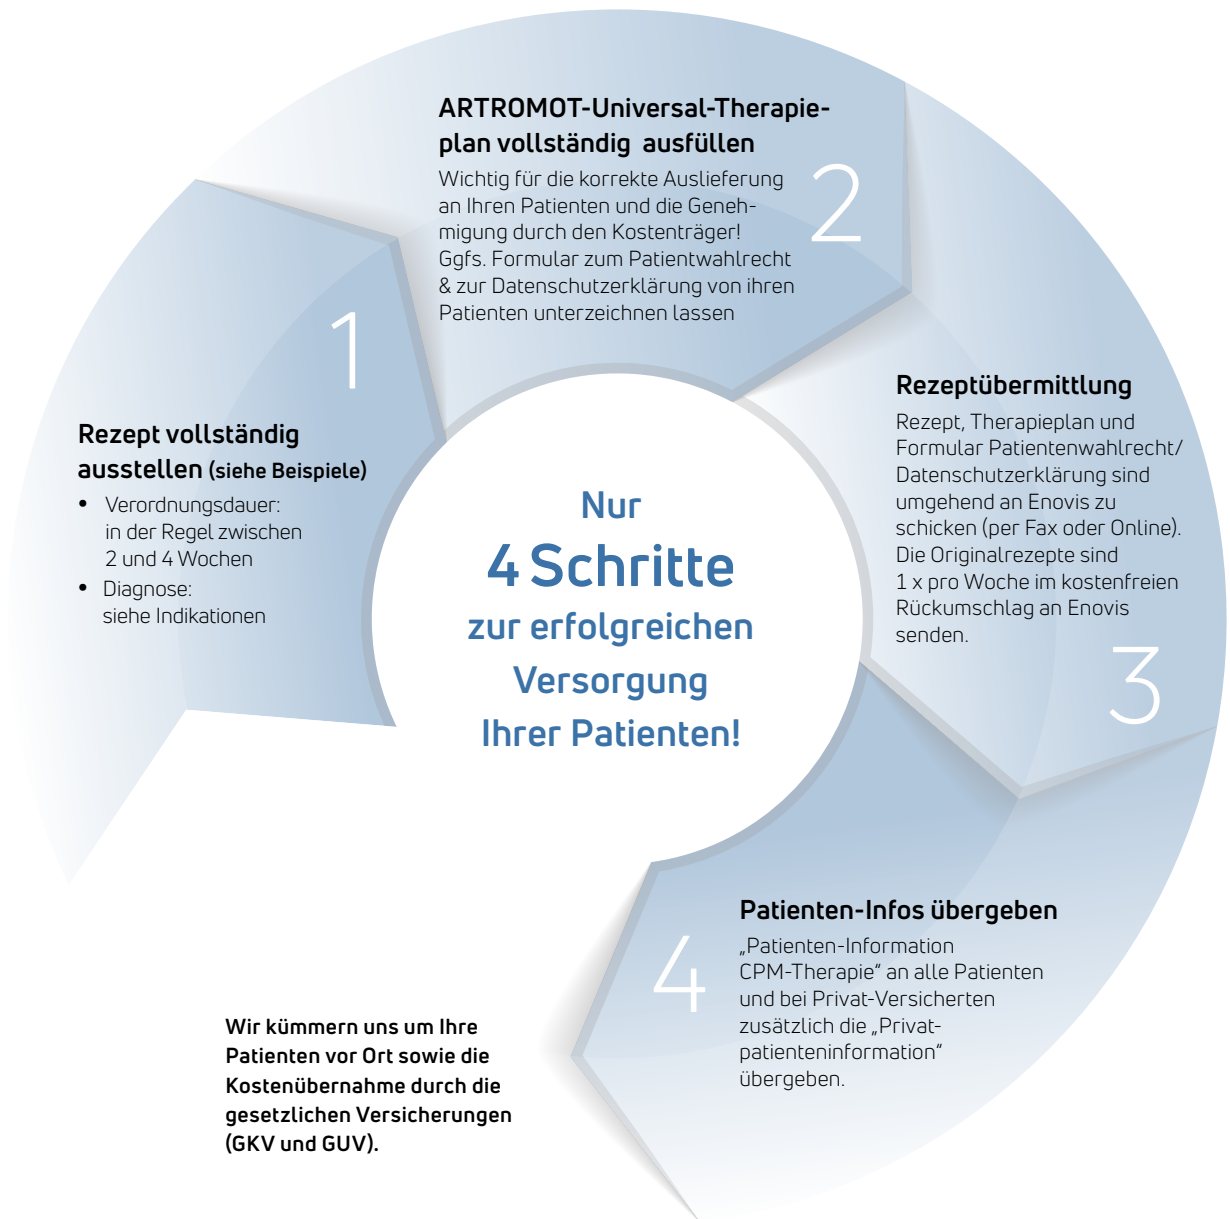 Nur
4 Schritte
zur erfolgreichen
Versorgung
Ihrer Patienten!
1
Rezept vollständig
ausstellen (siehe Beispiele)
• Verordnungsdauer:
in der Regel zwischen
2 und 4 Wochen
• Diagnose:
siehe Indikationen
2
ARTROMOT-Universal-Therapie-
plan vollständig ausfüllen
Wichtig für die korrekte Auslieferung
an Ihren Patienten und die Geneh-
migung durch den Kostenträger!
Ggfs. Formular zum Patientwahlrecht
& zur Datenschutzerklärung von ihren
Patienten unterzeichnen lassen
Rezeptübermittlung
Rezept, Therapieplan und
Formular Patientenwahlrecht/
Datenschutzerklärung sind
umgehend an Enovis zu
schicken (per Fax oder Online).
Die Originalrezepte sind
1 x pro Woche im kostenfreien
Rückumschlag an Enovis
senden.
3
Patienten-Infos übergeben
4
„Patienten-Information
CPM-Therapie“ an alle Patienten
und bei Privat-Versicherten
zusätzlich die „Privat-
patienteninformation“
übergeben.
Wir kümmern uns um Ihre
Patienten vor Ort sowie die
Kostenübernahme durch die
gesetzlichen Versicherungen
(GKV und GUV).